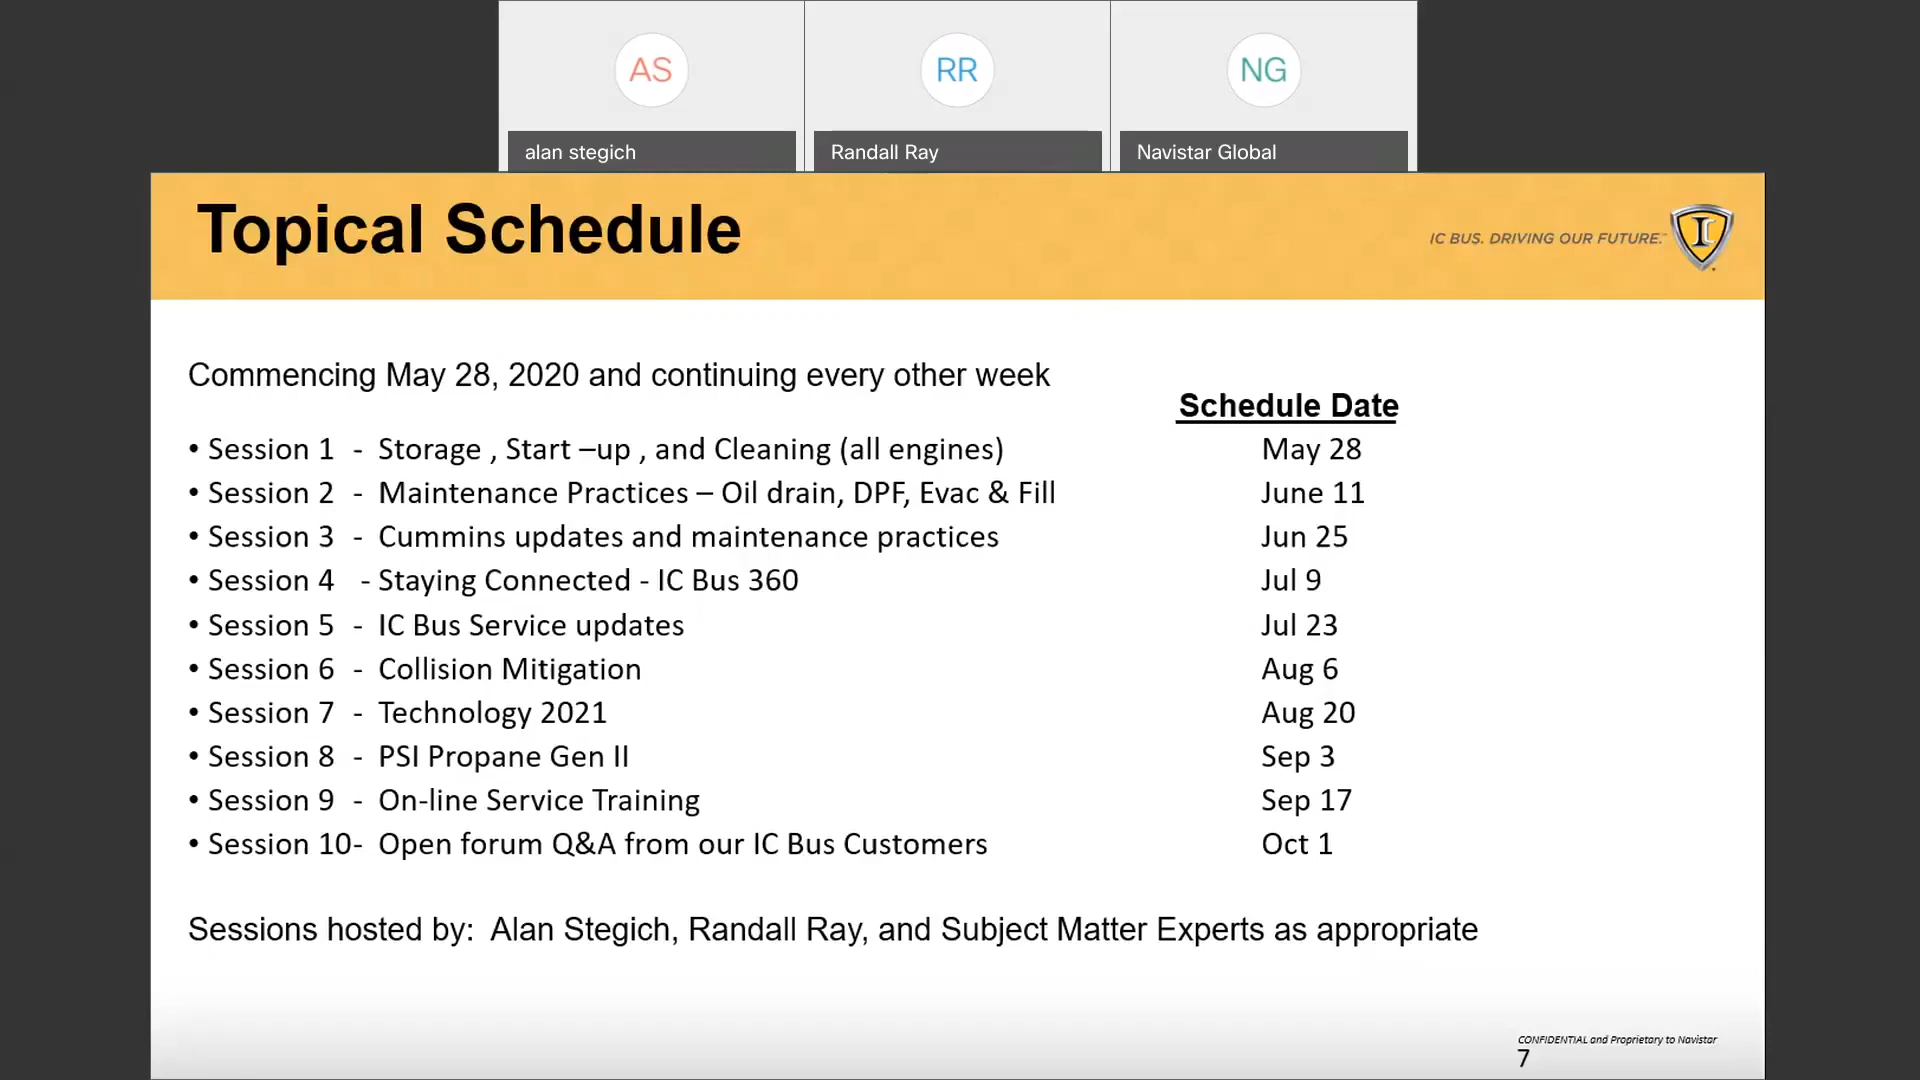 AS
RR
NG
alan stegich
Randall Ray
Navistar Global
Topical Schedule
IC BUS. DRIVING OUR FUTURE.™
Commencing May 28, 2020 and continuing every other week
Schedule Date
• Session 1 - Storage , Start –up , and Cleaning (all engines) May 28
• Session 2 - Maintenance Practices – Oil drain, DPF, Evac & Fill June 11
• Session 3 - Cummins updates and maintenance practices Jun 25
• Session 4 - Staying Connected - IC Bus 360 Jul 9
• Session 5 - IC Bus Service updates Jul 23
• Session 6 - Collision Mitigation Aug 6
• Session 7 - Technology 2021 Aug 20
• Session 8 - PSI Propane Gen II Sep 3
• Session 9 - On-line Service Training Sep 17
• Session 10- Open forum Q&A from our IC Bus Customers Oct 1
Sessions hosted by: Alan Stegich, Randall Ray, and Subject Matter Experts as appropriate
CONFIDENTIAL and Proprietary to Navistar
7